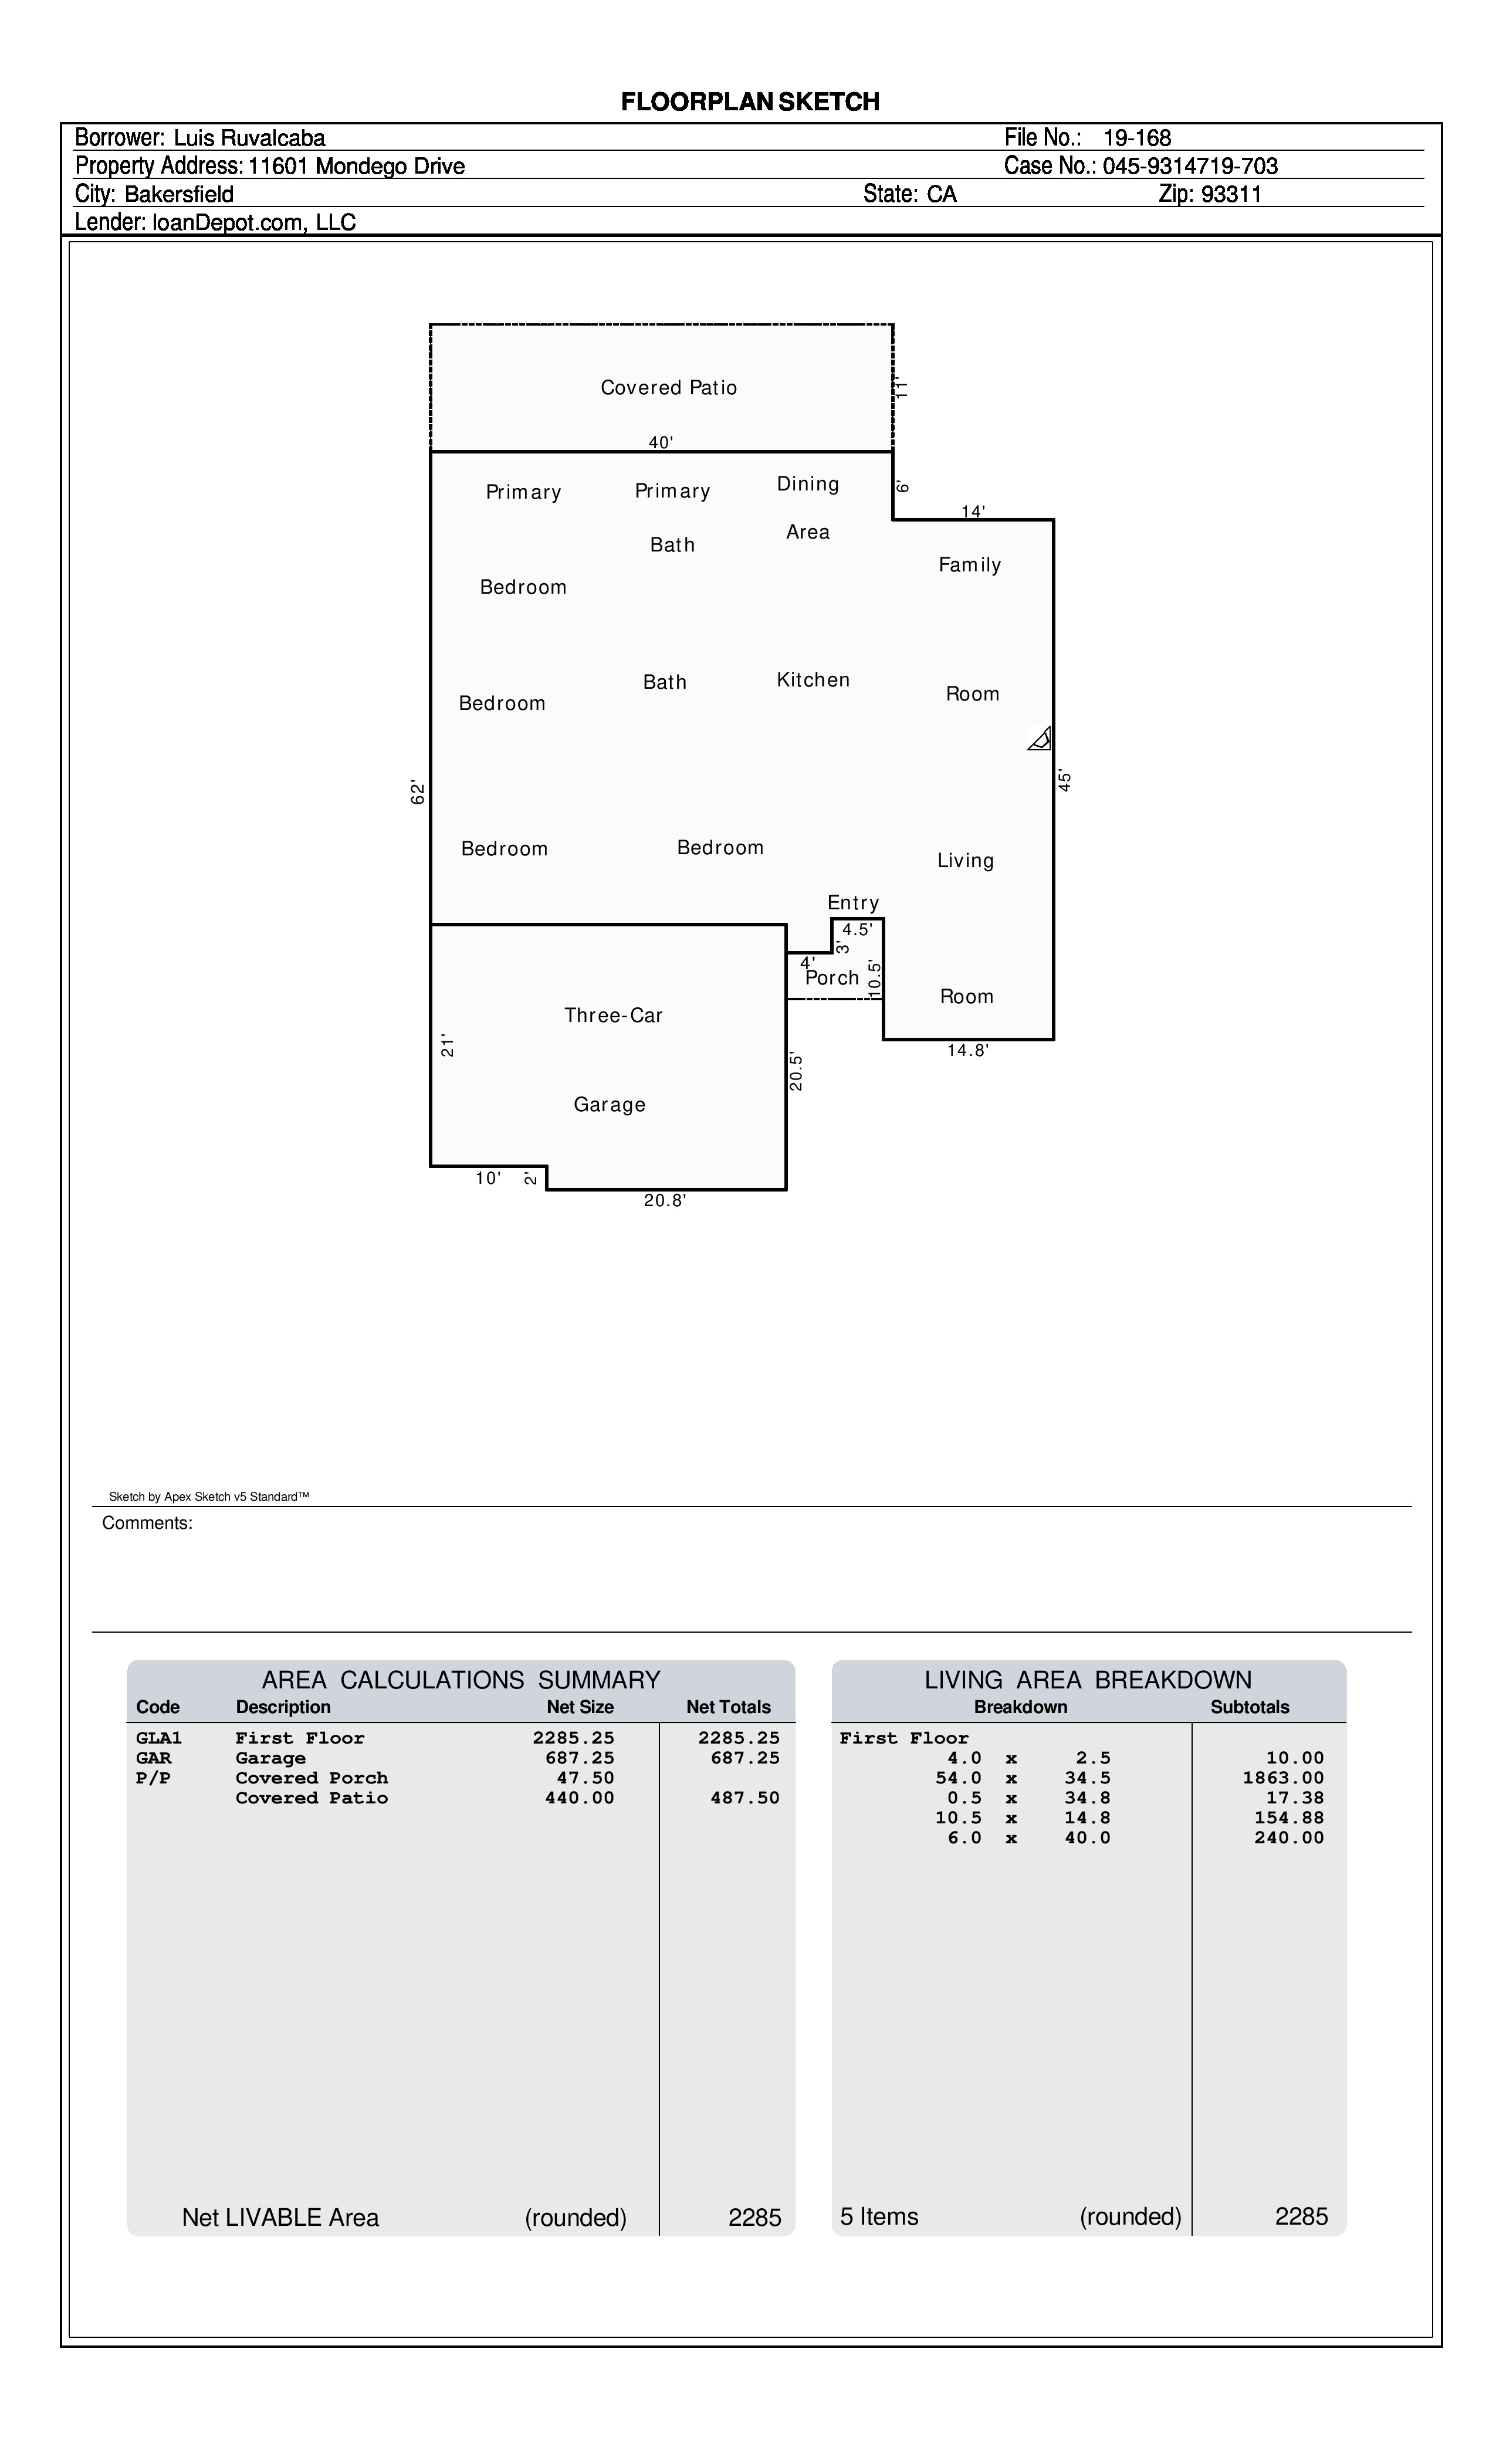 FLOORPLAN SKETCH
Borrower: Luis Ruvalcaba File No.: 19-168
Property Address: 11601 Mondego Drive Case No.: 045-9314719-703
City: Bakersfield State: CA Zip: 93311
Lender: loanDepot.com, LLC
Covered Patio
11'
40'
Primary Primary Dining
6'
14'
Area
Bath
Family
Bedroom
Bath Kitchen
Room
Bedroom
62'
45'
Bedroom Bedroom
Living
Entry
4.5'
3'
4'
Porch
10.5'
Room
Three-Car
21'
14.8'
20.5'
Garage
10'
2'
20.8'
Sketch by Apex Sketch v5 Standard™
Comments:
AREA CALCULATIONS SUMMARY
Code Description Net Size Net Totals
GLA1 First Floor 2285.25 2285.25
GAR Garage 687.25 687.25
P/P Covered Porch 47.50
Covered Patio 440.00 487.50
Net LIVABLE Area (rounded) 2285
LIVING AREA BREAKDOWN
Breakdown Subtotals
First Floor
4.0 x 2.5 10.00
54.0 x 34.5 1863.00
0.5 x 34.8 17.38
10.5 x 14.8 154.88
6.0 x 40.0 240.00
5 Items (rounded) 2285